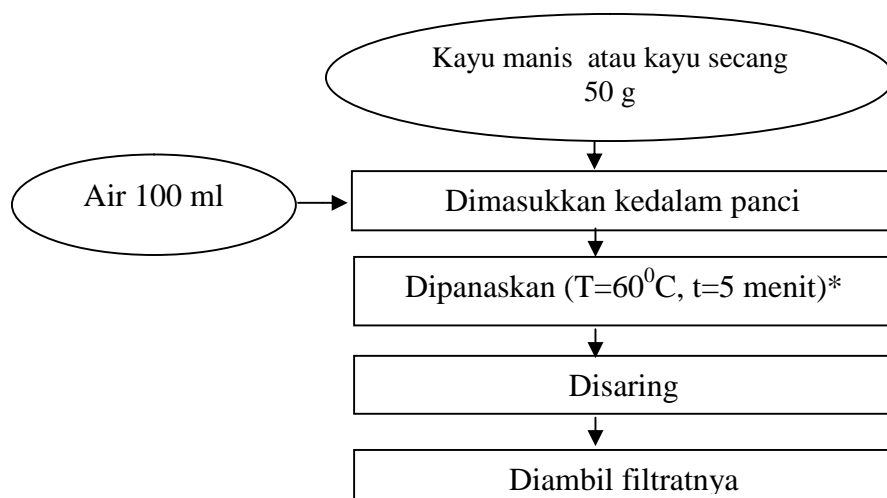 Kayu manis atau kayu secang
50 g
Air 100 ml
Dimasukkan kedalam panci
Dipanaskan (T=60⁰C, t=5 menit)*
Disaring
Diambil filtratnya